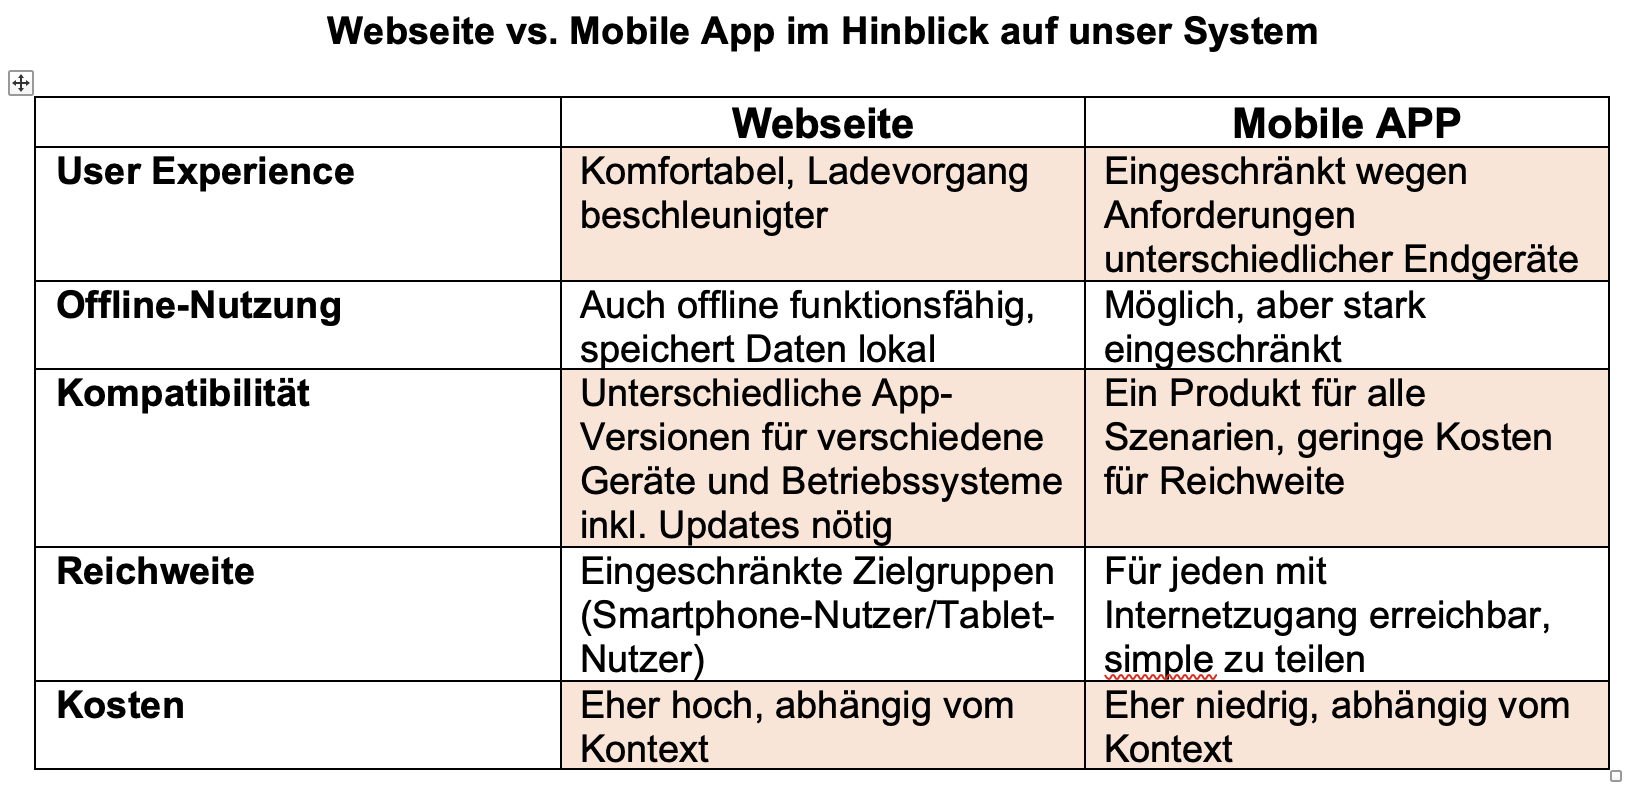 Webseite vs. Mobile App im Hinblick auf unser System
Webseite
Mobile APP
User Experience
Komfortabel, Ladevorgang
beschleunigter
Eingeschränkt wegen
Anforderungen
unterschiedlicher Endgeräte
Offline-Nutzung
Auch offline funktionsfähig,
speichert Daten lokal
Möglich, aber stark
eingeschränkt
Kompatibilität
Unterschiedliche App-
Versionen für verschiedene
Geräte und Betriebssysteme
inkl. Updates nötig
Ein Produkt für alle
Szenarien, geringe Kosten
für Reichweite
Reichweite
Eingeschränkte Zielgruppen
(Smartphone-Nutzer/Tablet-
Nutzer)
Für jeden mit
Internetzugang erreichbar,
simple zu teilen
Kosten
Eher hoch, abhängig vom
Kontext
Eher niedrig, abhängig vom
Kontext